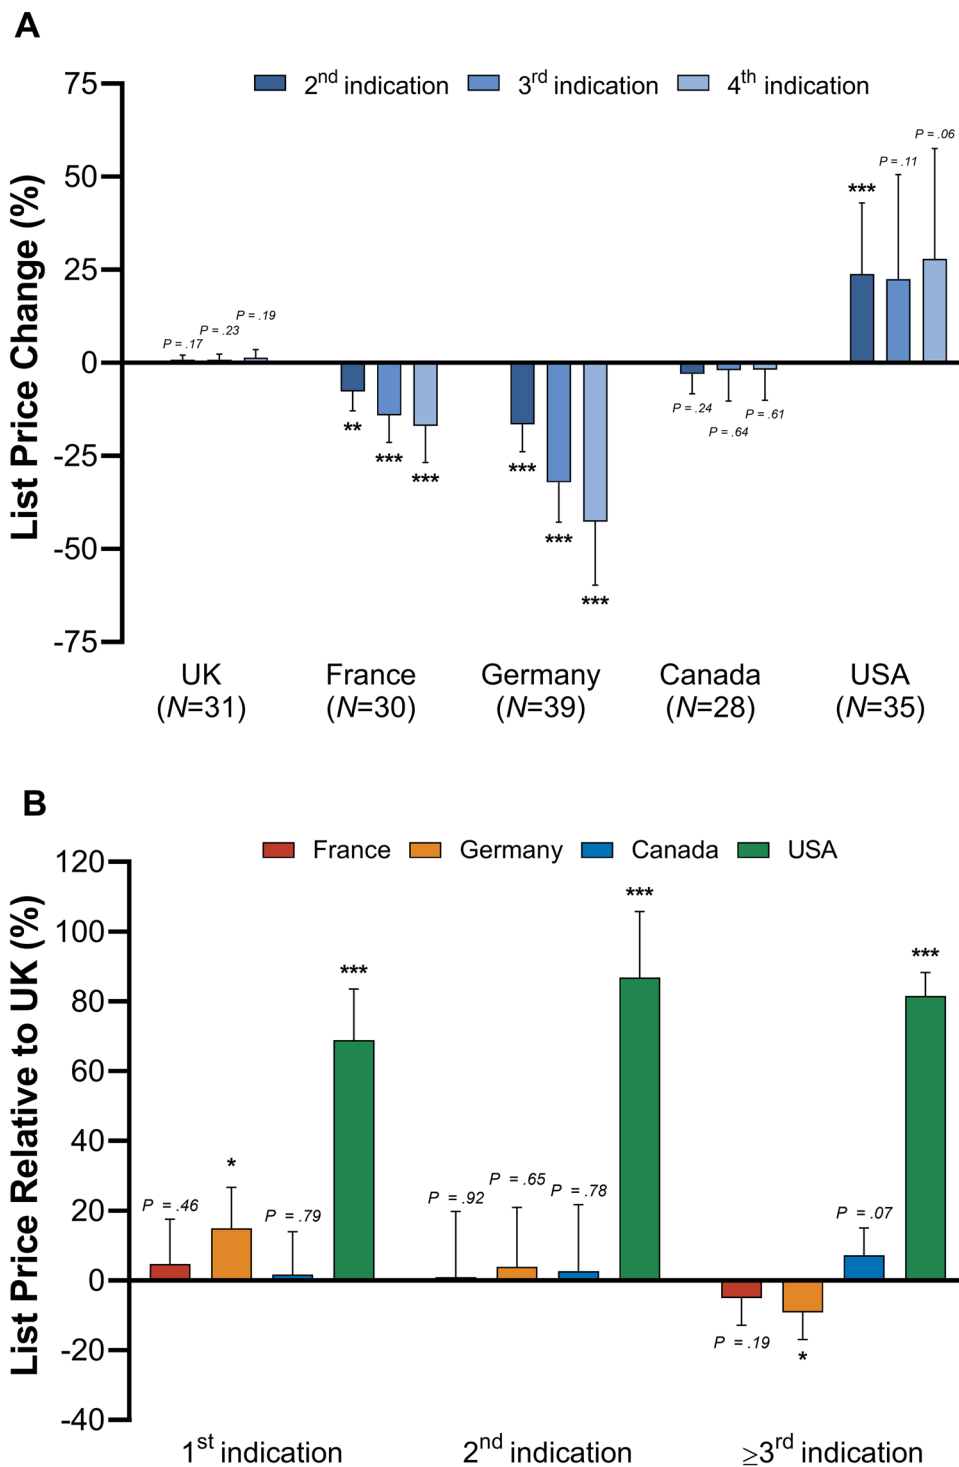 A
2nd indication 3rd indication 4th indication
List Price Change (%)
75
50
25
0
-25
-50
-75
P = .17
P = .23
P = .19
**
***
***
***
***
***
P = .24
P = .64
P = .61
***
P = .11
P = .06
UK France Germany Canada USA
(N=31) (N=30) (N=39) (N=28) (N=35)
B
France Germany Canada USA
List Price Relative to UK (%)
120
100
80
60
40
20
0
-20
-40
P = .46
*
P = .79
***
P = .92
P = .65
P = .78
***
P = .19
*
P = .07
***
1st indication 2nd indication ≥3rd indication